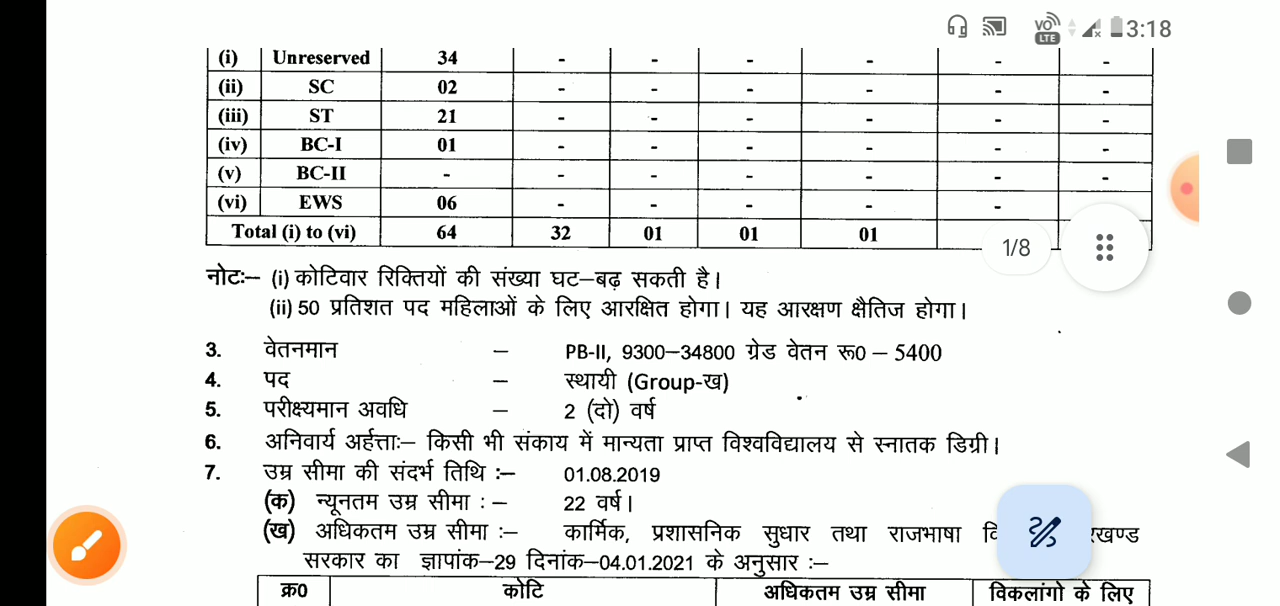 VO LTE 3:18
(i) Unreserved 34 - - - - - -
(ii) SC 02 - - - - - -
(iii) ST 21 - - - - - -
(iv) BC-I 01 - - - - - -
(v) BC-II - - - - - - -
(vi) EWS 06 - - - - -
Total (i) to (vi) 64 32 01 01 01
1/8
नोटः– (i) कोटिवार रिक्तियों की संख्या घट–बढ़ सकती है।
(ii) 50 प्रतिशत पद महिलाओं के लिए आरक्षित होगा। यह आरक्षण क्षैतिज होगा।
3. वेतनमान – PB-II, 9300–34800 ग्रेड वेतन रू0 – 5400
4. पद – स्थायी (Group-ख)
5. परीक्ष्यमान अवधि – 2 (दो) वर्ष
6. अनिवार्य अर्हत्ताः– किसी भी संकाय में मान्यता प्राप्त विश्वविद्यालय से स्नातक डिग्री।
7. उम्र सीमा की संदर्भ तिथि :– 01.08.2019
(क) न्यूनतम उम्र सीमा : – 22 वर्ष।
(ख) अधिकतम उम्र सीमा :– कार्मिक, प्रशासनिक सुधार तथा राजभाषा
सरकार का ज्ञापांक–29 दिनांक–04.01.2021 के अनुसार :–
क्र0 कोटि अधिकतम उम्र सीमा विकलांगो के लिए